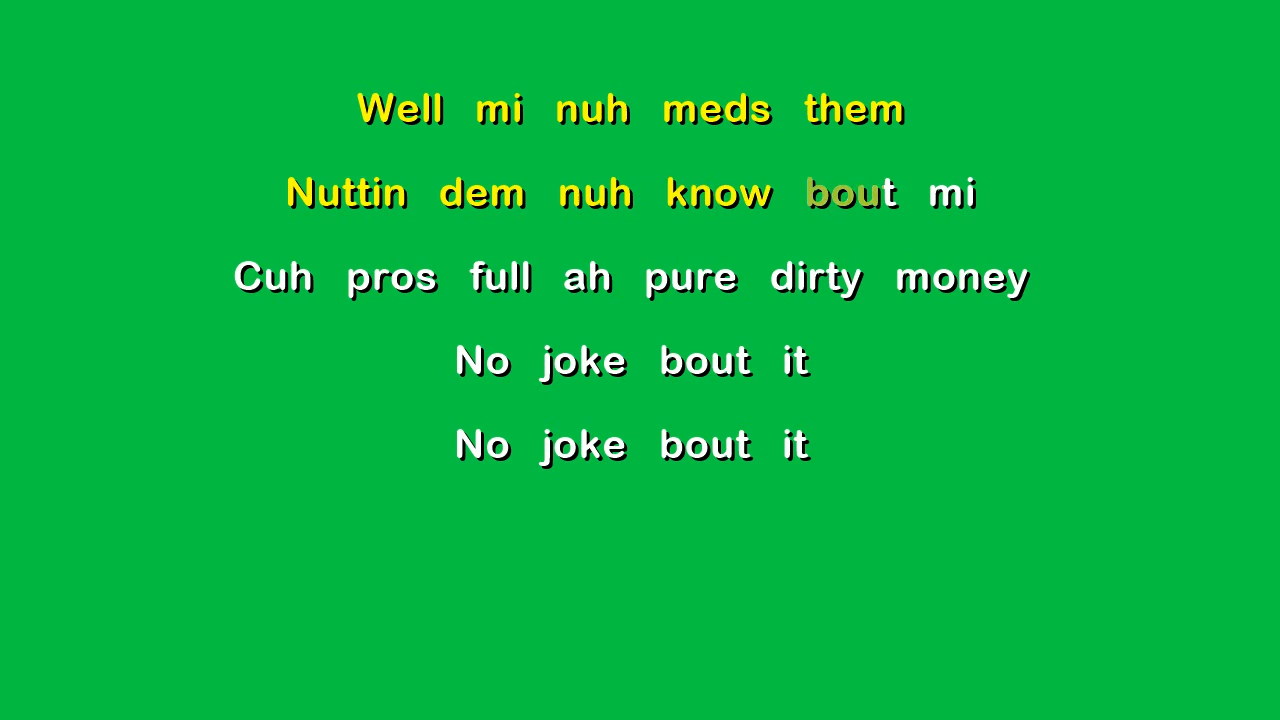 Well mi nuh meds them
Nuttin dem nuh know bout mi
Cuh pros full ah pure dirty money
No joke bout it
No joke bout it